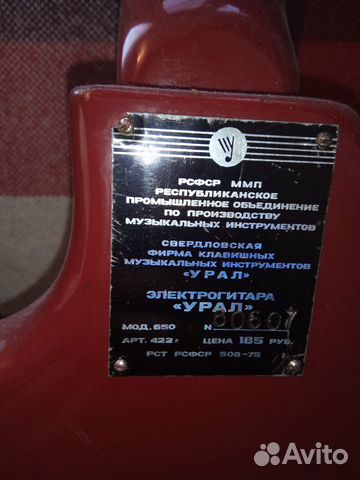 РСФСР ММП
РЕСПУБЛИКАНСКОЕ
ПРОМЫШЛЕННОЕ ОБЪЕДИНЕНИЕ
ПО ПРОИЗВОДСТВУ
МУЗЫКАЛЬНЫХ ИНСТРУМЕНТОВ
СВЕРДЛОВСКАЯ
ФИРМА КЛАВИШНЫХ
МУЗЫКАЛЬНЫХ ИНСТРУМЕНТОВ
«УРАЛ»
ЭЛЕКТРОГИТАРА
«УРАЛ»
МОД. 650 N 60607
АРТ. 422 г ЦЕНА 185 РУБ.
РСТ РСФСР 508-75
Avito